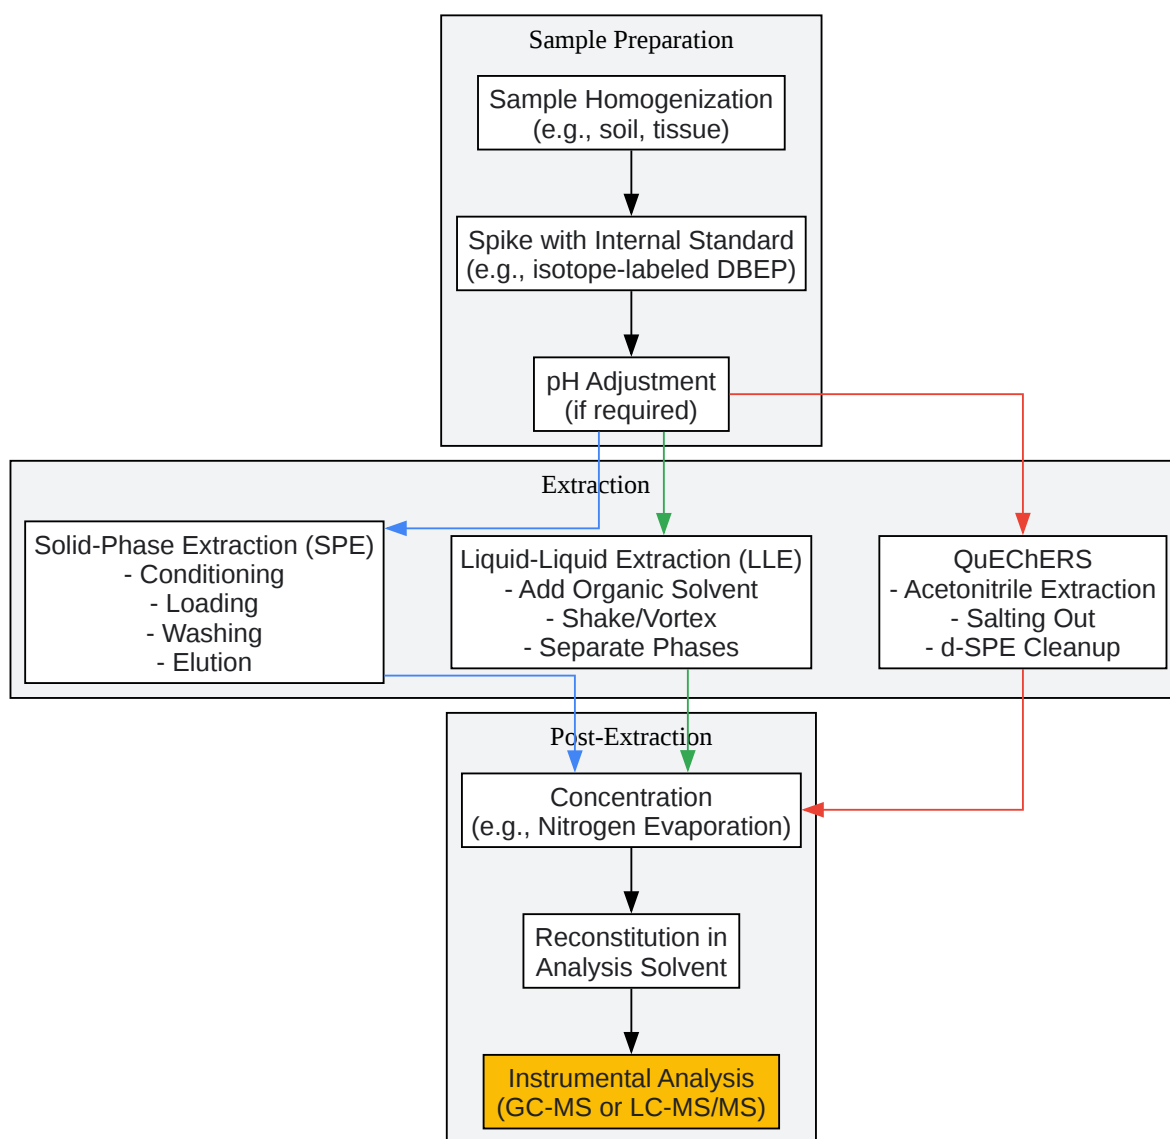 Sample Preparation
Sample Homogenization
(e.g., soil, tissue)
Spike with Internal Standard
(e.g., isotope-labeled DBEP)
pH Adjustment
(if required)
Extraction
Solid-Phase Extraction (SPE)
- Conditioning
- Loading
- Washing
- Elution
Liquid-Liquid Extraction (LLE)
- Add Organic Solvent
- Shake/Vortex
- Separate Phases
QuEChERS
- Acetonitrile Extraction
- Salting Out
- d-SPE Cleanup
Post-Extraction
Concentration
(e.g., Nitrogen Evaporation)
Reconstitution in
Analysis Solvent
Instrumental Analysis
(GC-MS or LC-MS/MS)